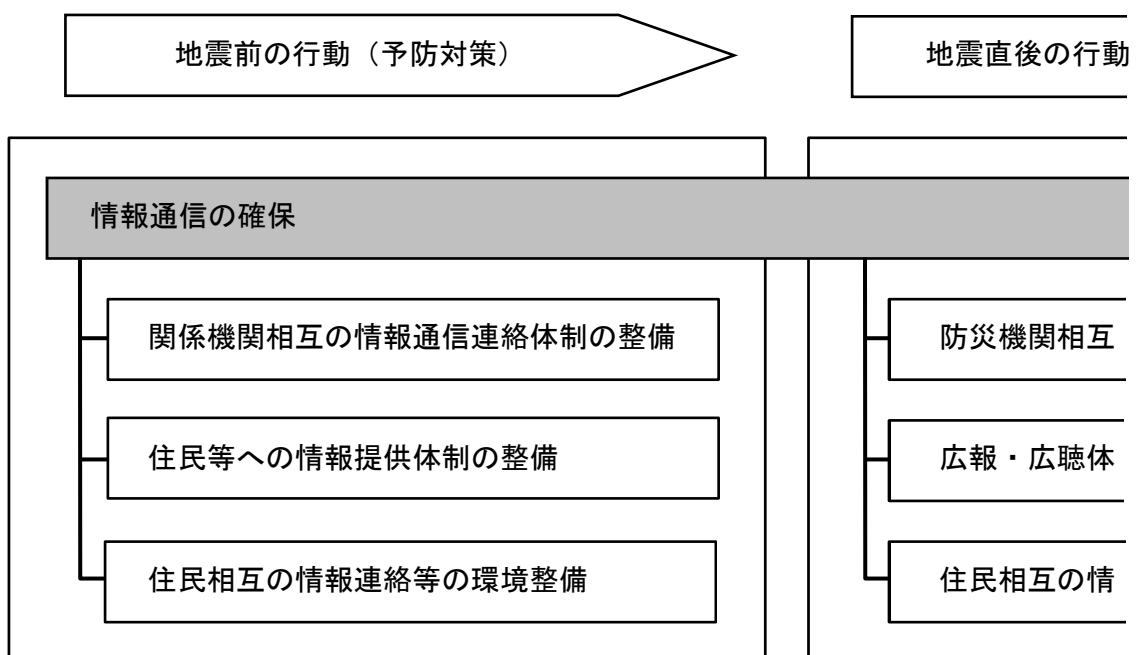 地震前の行動（予防対策）
地震直後の行動
情報通信の確保
関係機関相互の情報通信連絡体制の整備
住民等への情報提供体制の整備
住民相互の情報連絡等の環境整備
防災機関相互
広報・広聴体
住民相互の情